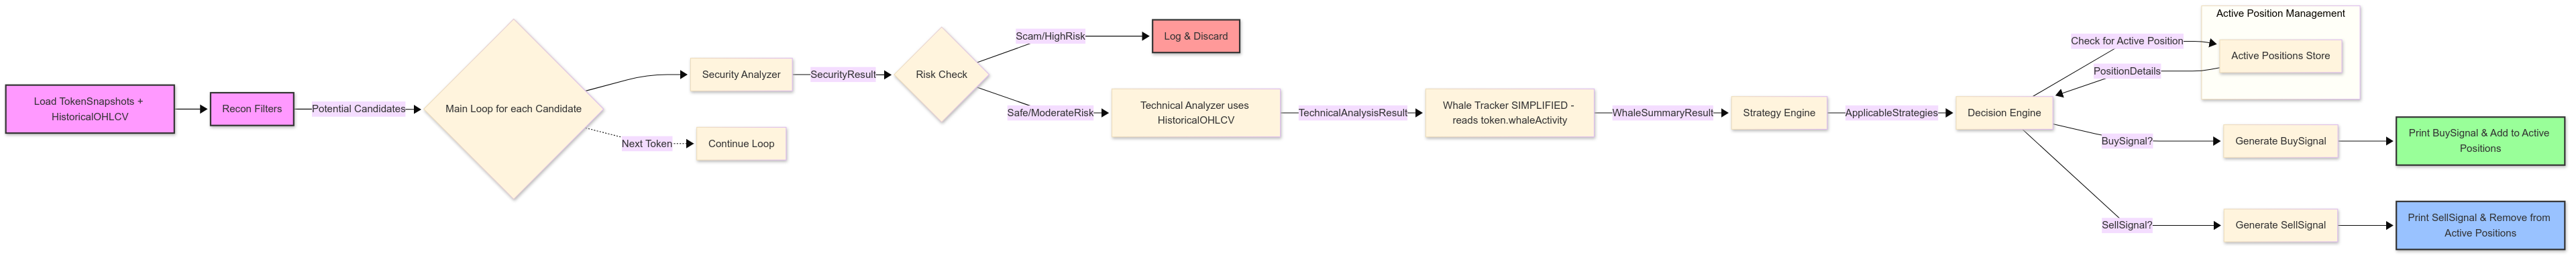 Load TokenSnapshots +
HistoricalOHLCV
Recon Filters
Potential Candidates
Main Loop for each Candidate
Next Token
Security Analyzer
Continue Loop
SecurityResult
Risk Check
Scam/HighRisk
Safe/ModerateRisk
Log & Discard
Technical Analyzer uses
HistoricalOHLCV
TechnicalAnalysisResult
Whale Tracker SIMPLIFIED -
reads token.whaleActivity
WhaleSummaryResult
Strategy Engine
ApplicableStrategies
Decision Engine
Check for Active Position
PositionDetails
BuySignal?
SellSignal?
Active Position Management
Active Positions Store
Generate BuySignal
Generate SellSignal
Print BuySignal & Add to Active
Positions
Print SellSignal & Remove from
Active Positions